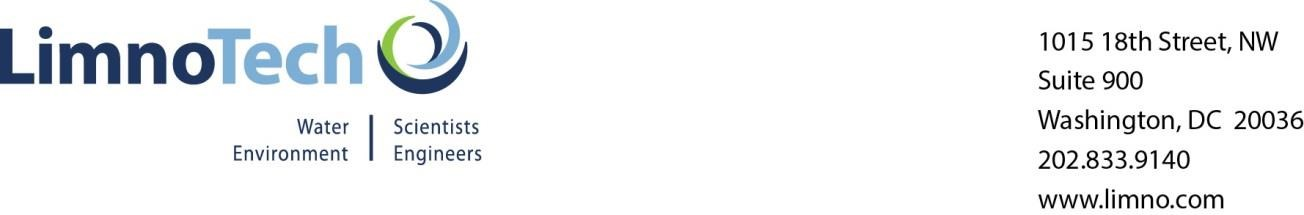 LimnoTech
Water | Scientists
Environment | Engineers
1015 18th Street, NW
Suite 900
Washington, DC 20036
202.833.9140
www.limno.com